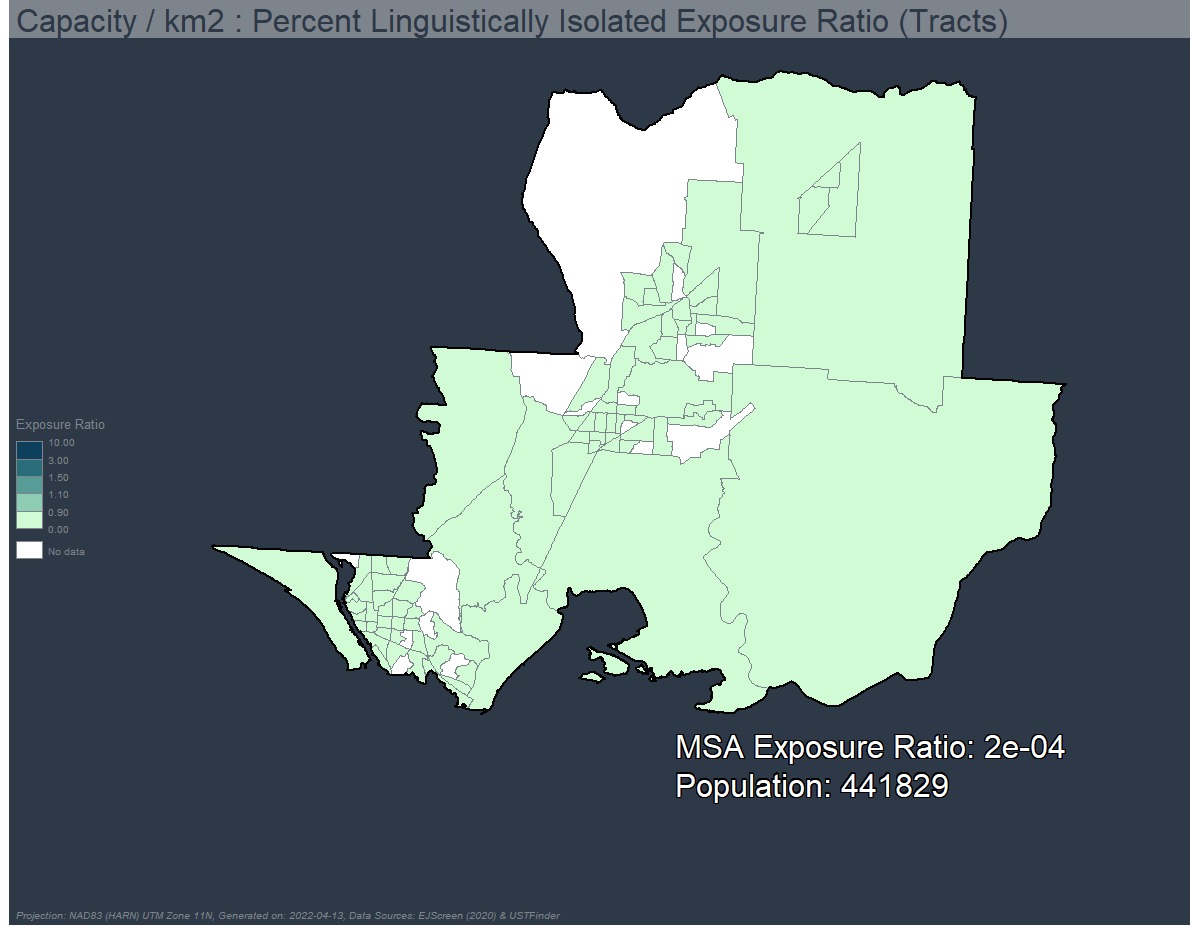 Capacity / km2 : Percent Linguistically Isolated Exposure Ratio (Tracts)
Exposure Ratio
10.00
3.00
1.50
1.10
0.90
0.00
No data
MSA Exposure Ratio: 2e-04
Population: 441829
Projection: NAD83 (HARN) UTM Zone 11N, Generated on: 2022-04-13, Data Sources: EJScreen (2020) & USTFinder